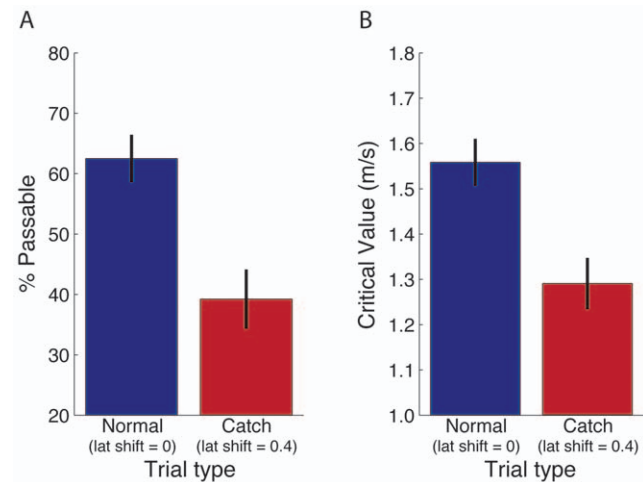 A
B
80
70
60
50
40
30
20
% Passable
Normal
(lat shift = 0)
Catch
(lat shift = 0.4)
Trial type
1.8
1.7
1.6
1.5
1.4
1.3
1.2
1.1
1.0
Critical Value (m/s)
Normal
(lat shift = 0)
Catch
(lat shift = 0.4)
Trial type